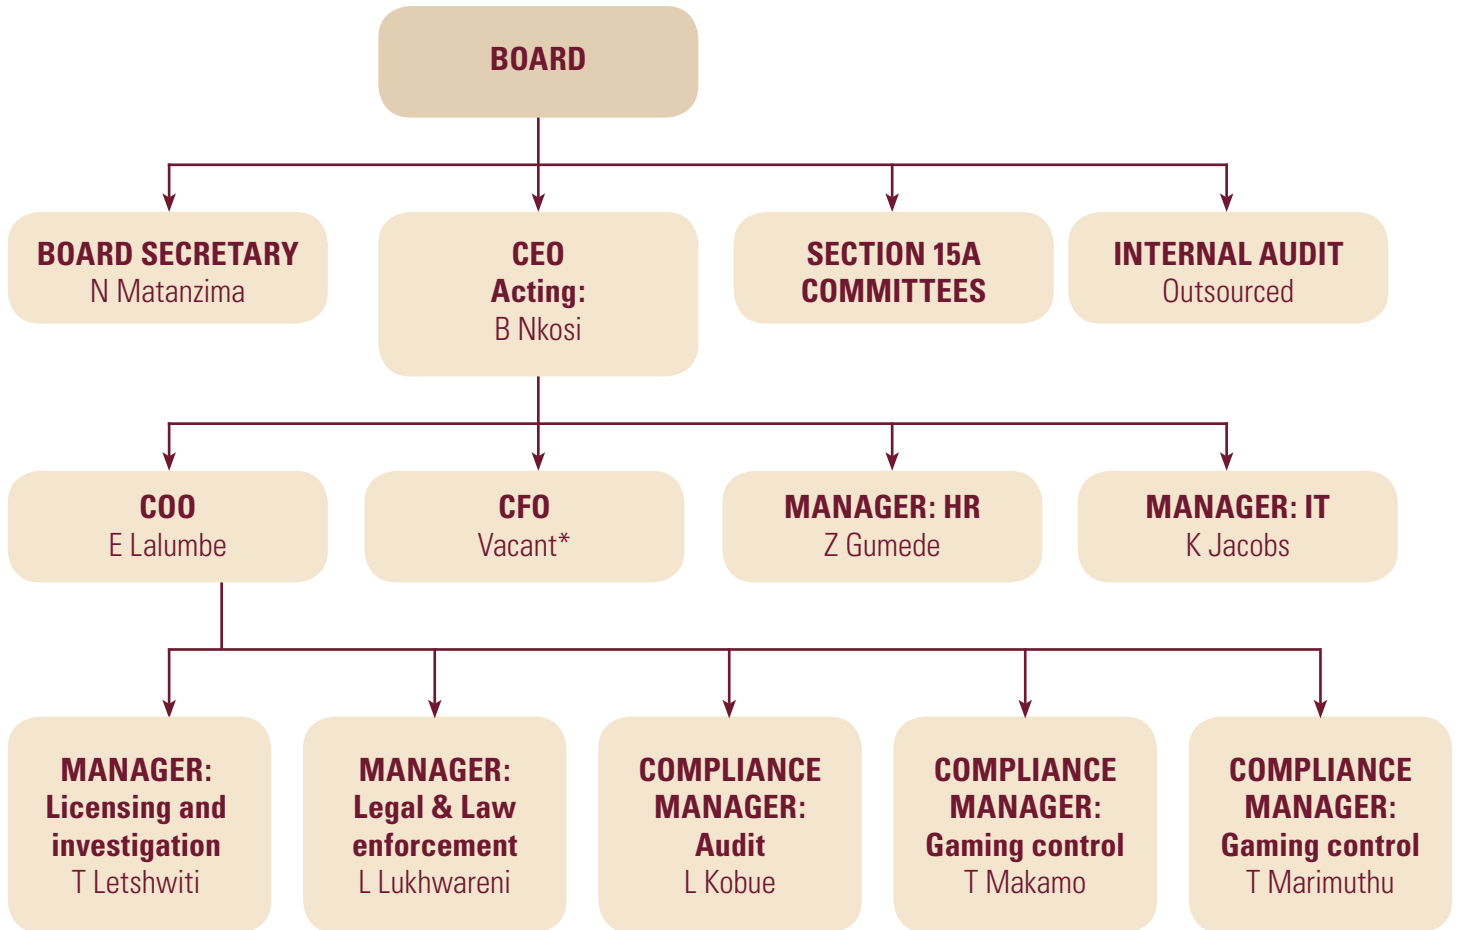 BOARD
BOARD SECRETARY
N Matanzima
CEO
Acting:
B Nkosi
SECTION 15A
COMMITTEES
INTERNAL AUDIT
Outsourced
COO
E Lalumbe
CFO
Vacant*
MANAGER: HR
Z Gumede
MANAGER: IT
K Jacobs
MANAGER:
Licensing and
investigation
T Letshwiti
MANAGER:
Legal & Law
enforcement
L Lukhwareni
COMPLIANCE
MANAGER:
Audit
L Kobue
COMPLIANCE
MANAGER:
Gaming control
T Makamo
COMPLIANCE
MANAGER:
Gaming control
T Marimuthu